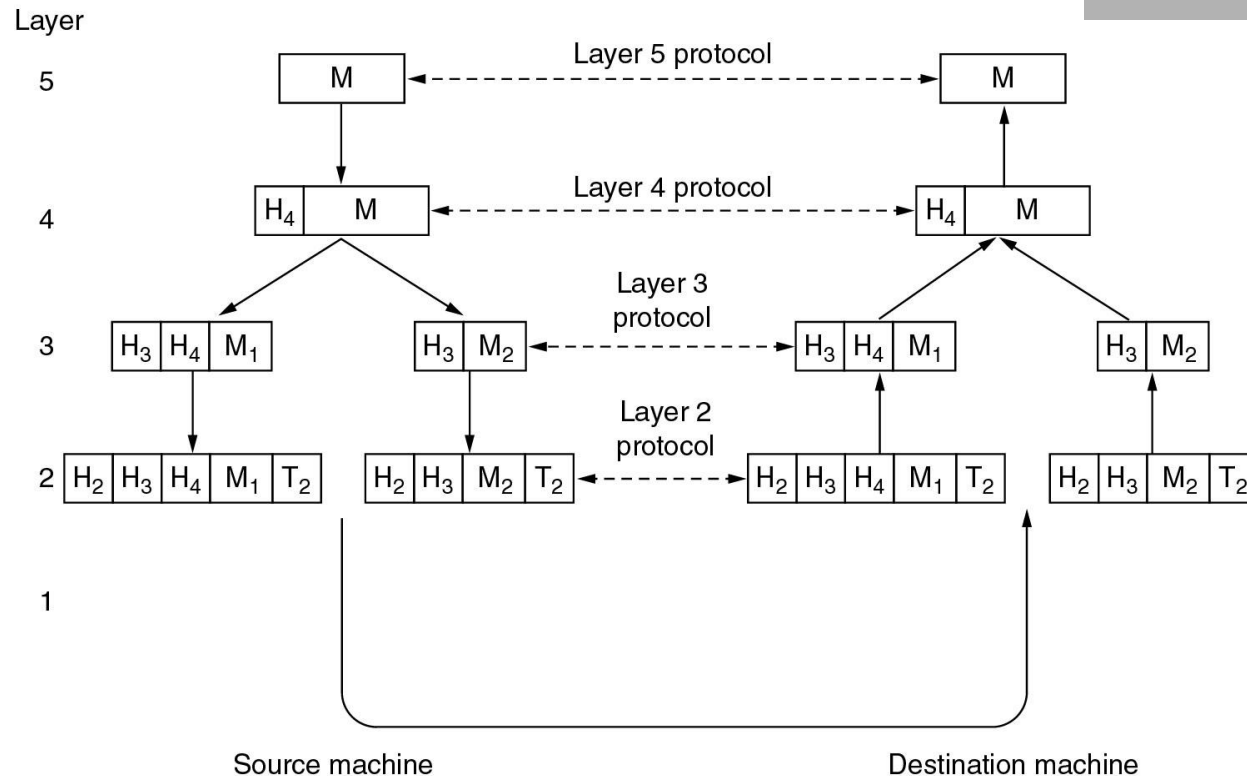 Layer
5 M Layer 5 protocol M
4 H₄ M Layer 4 protocol H₄ M
Layer 3
protocol
3 H₃ H₄ M₁ H₃ M₂ H₃ H₄ M₁ H₃ M₂
Layer 2
protocol
2 H₂ H₃ H₄ M₁ T₂ H₂ H₃ M₂ T₂ H₂ H₃ H₄ M₁ T₂ H₂ H₃ M₂ T₂
1
Source machine Destination machine